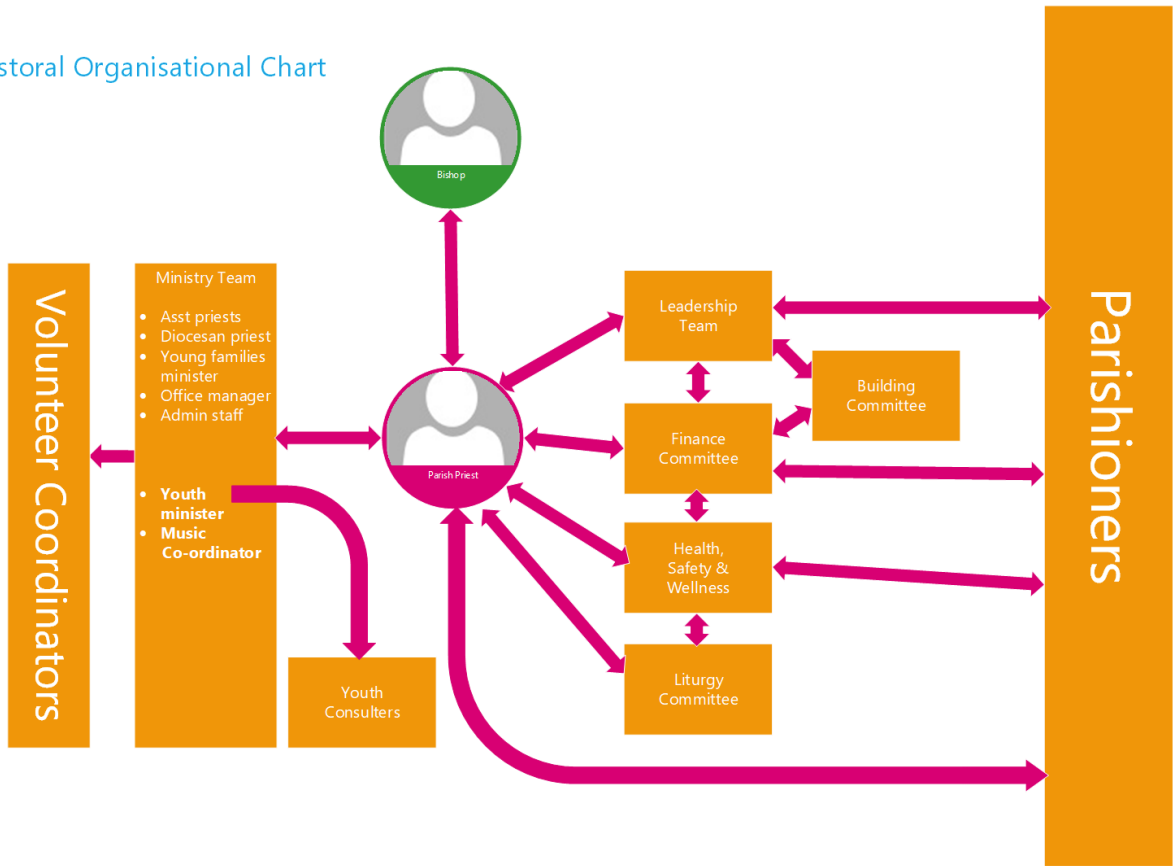 storal Organisational Chart
Bishop
Volunteer Coordinators
Ministry Team
• Asst priests
• Diocesan priest
• Young families
minister
• Office manager
• Admin staff
• Youth
minister
• Music
Co-ordinator
Parish Priest
Youth
Consulters
Leadership
Team
Building
Committee
Finance
Committee
Health,
Safety &
Wellness
Liturgy
Committee
Parishioners